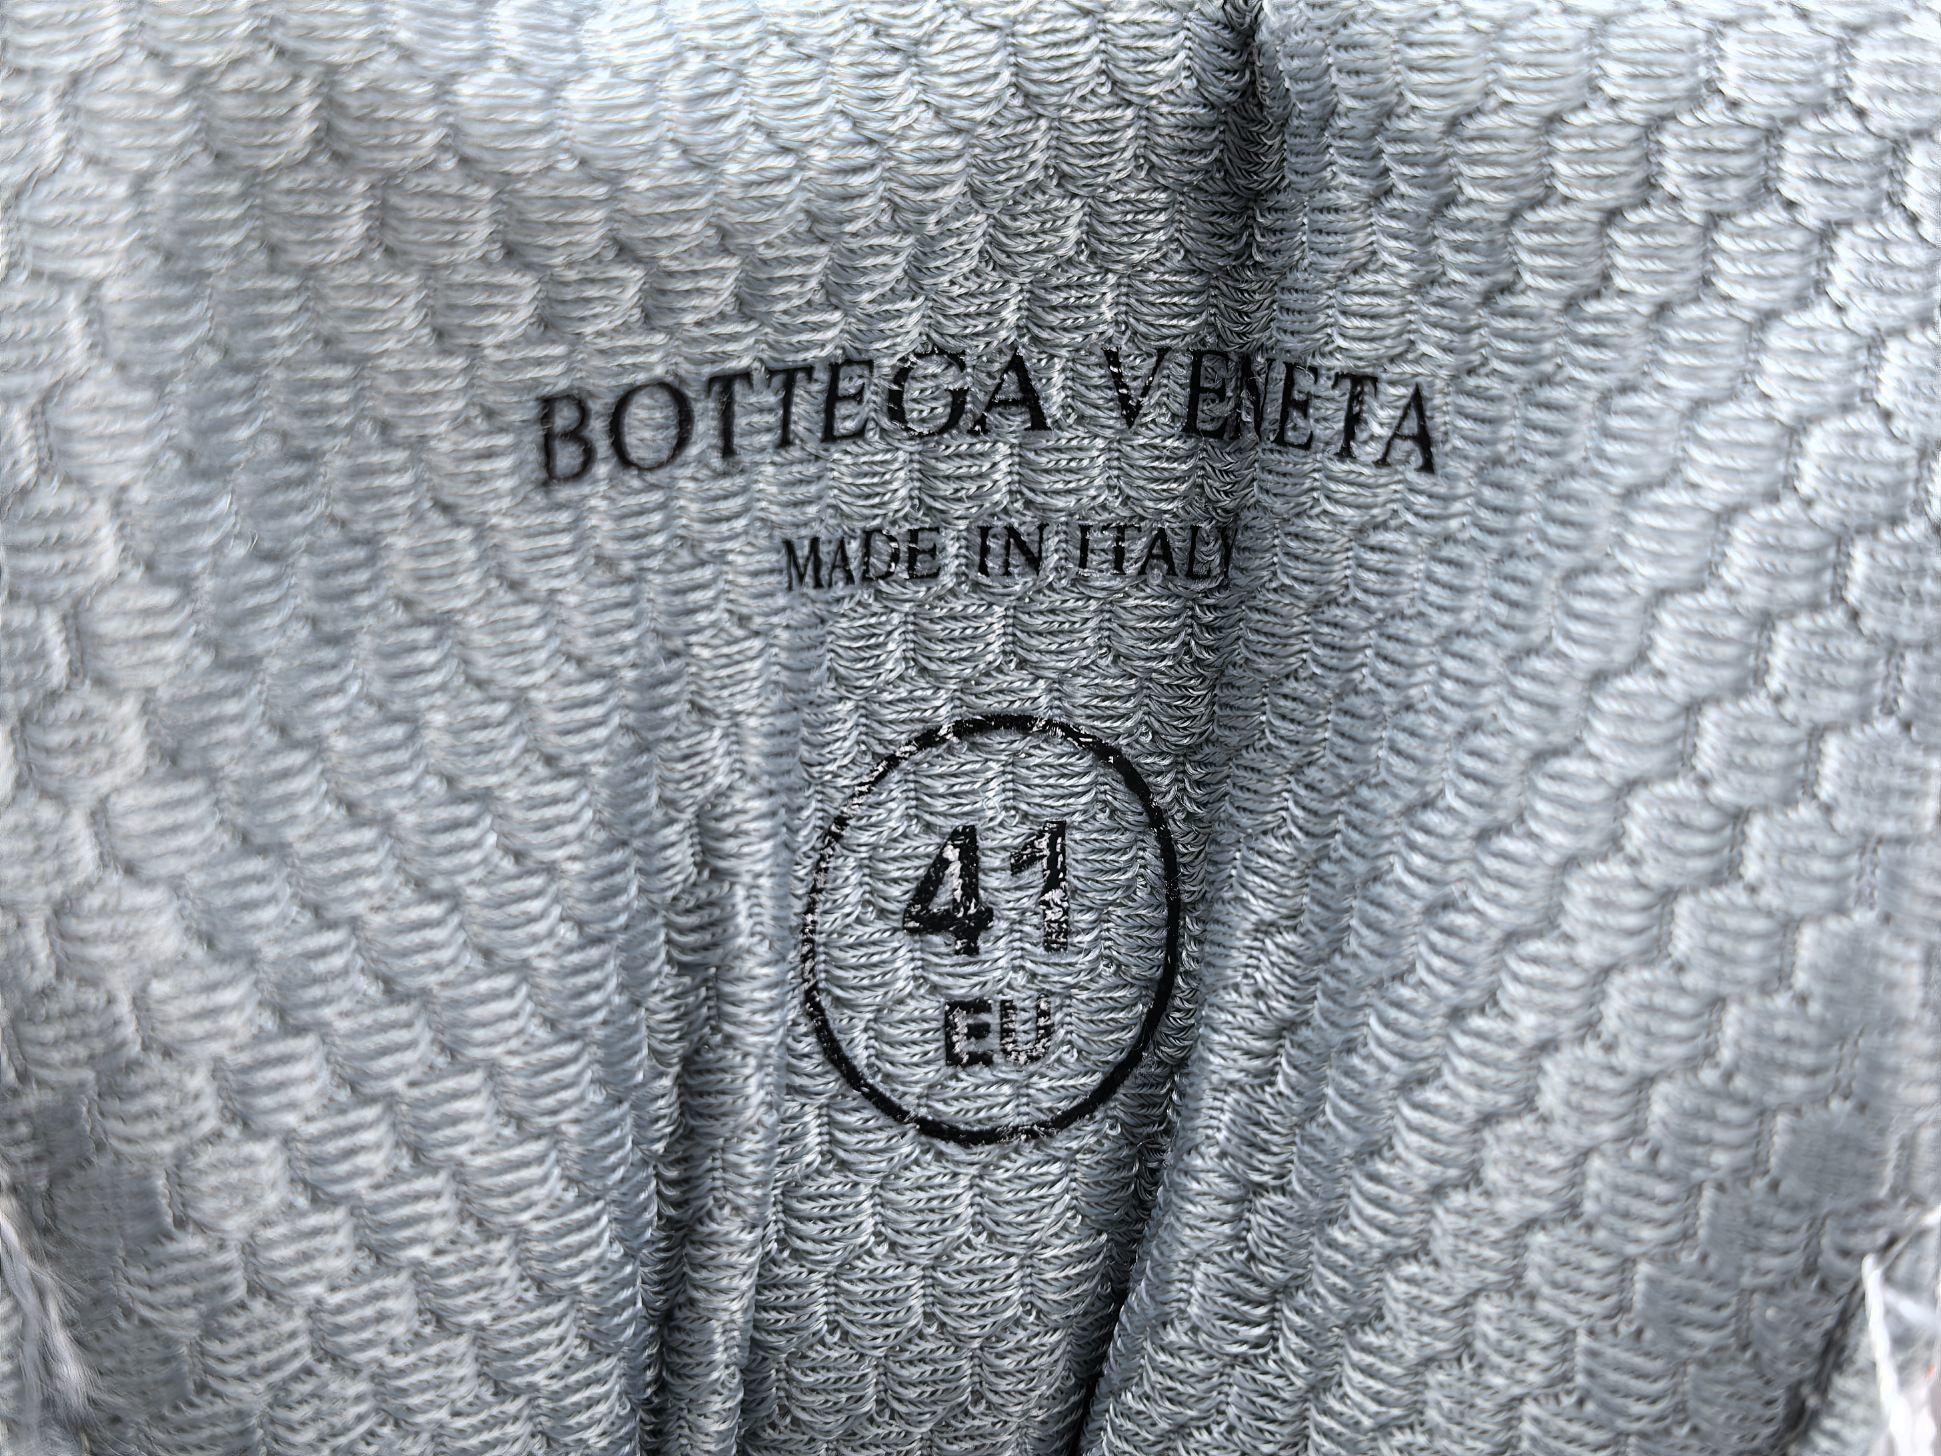 BOTTEGA VENETA
MADE IN ITALY
41
EU